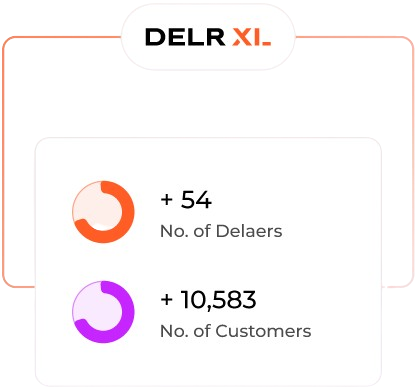 DELR XL
+ 54
No. of Delaers
+ 10,583
No. of Customers